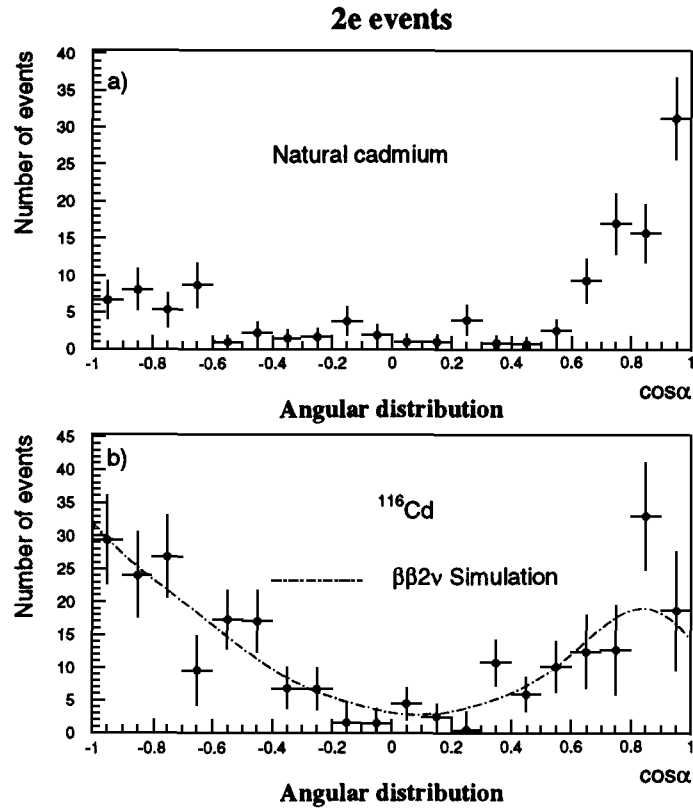 2e events
Number of events
40
35
30
25
20
15
10
5
0
a)
Natural cadmium
-1 -0.8 -0.6 -0.4 -0.2 0 0.2 0.4 0.6 0.8 1
cosα
Angular distribution
Number of events
45
40
35
30
25
20
15
10
5
0
b)
¹¹⁶Cd
ββ2ν Simulation
-1 -0.8 -0.6 -0.4 -0.2 0 0.2 0.4 0.6 0.8 1
cosα
Angular distribution